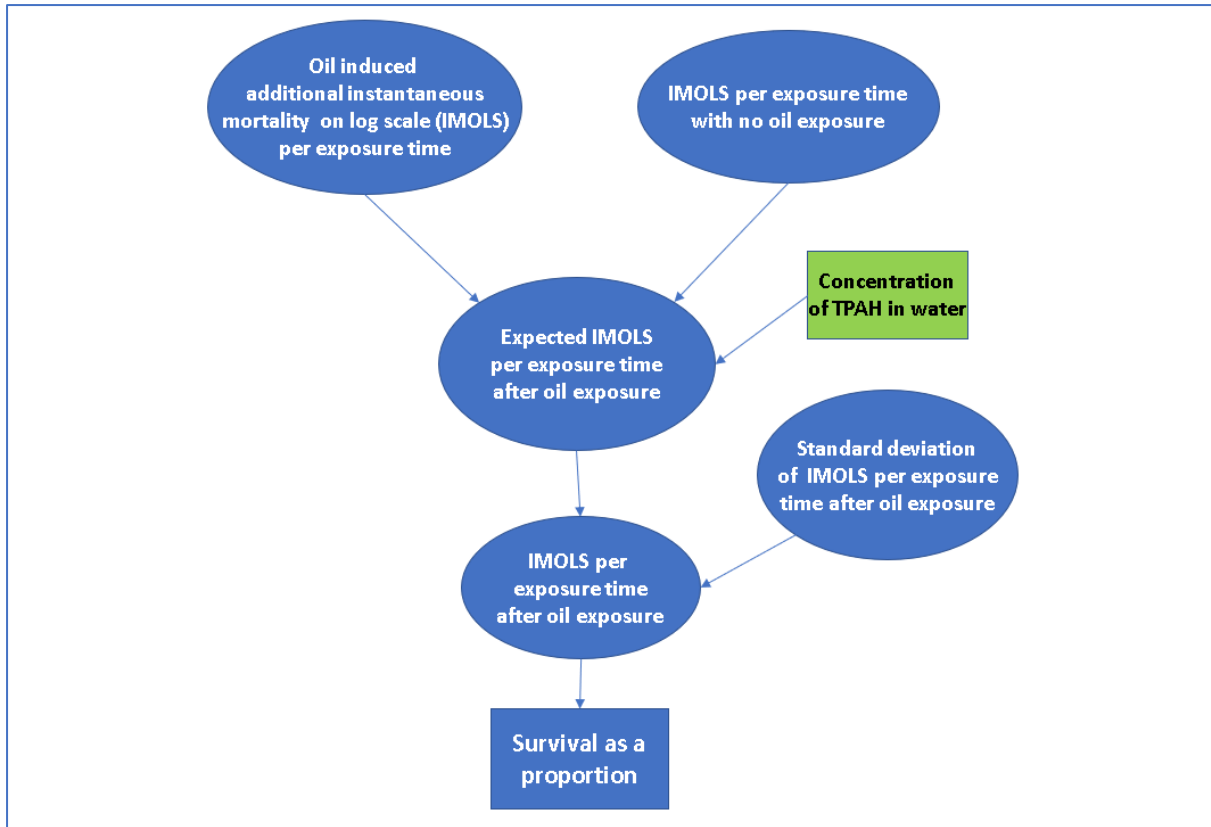 Oil induced
additional instantaneous
mortality on log scale (IMOLS)
per exposure time
IMOLS per exposure time
with no oil exposure
Concentration
of TPAH in water
Expected IMOLS
per exposure time
after oil exposure
Standard deviation
of IMOLS per exposure
time after oil exposure
IMOLS per
exposure time
after oil exposure
Survival as a
proportion